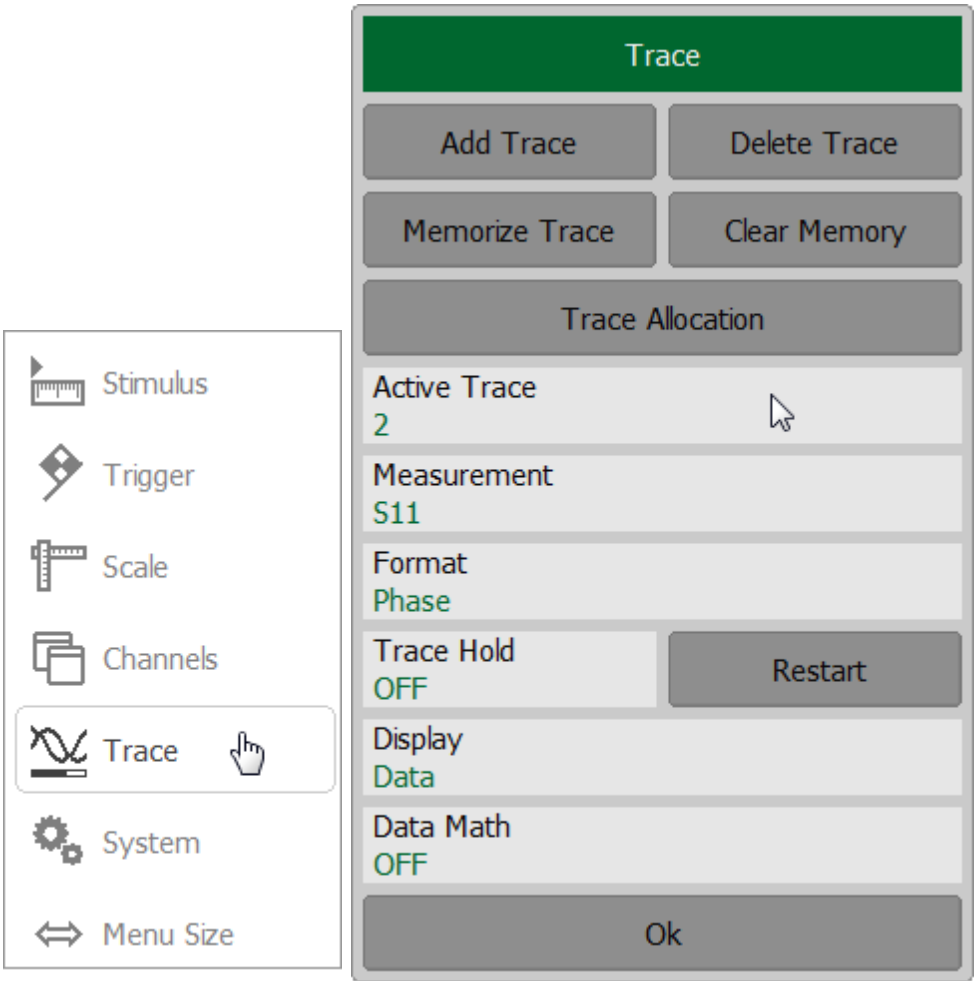 Stimulus
Trigger
Scale
Channels
Trace
System
Menu Size
Trace
Add Trace
Delete Trace
Memorize Trace
Clear Memory
Trace Allocation
Active Trace
2
Measurement
S11
Format
Phase
Trace Hold
OFF
Restart
Display
Data
Data Math
OFF
Ok